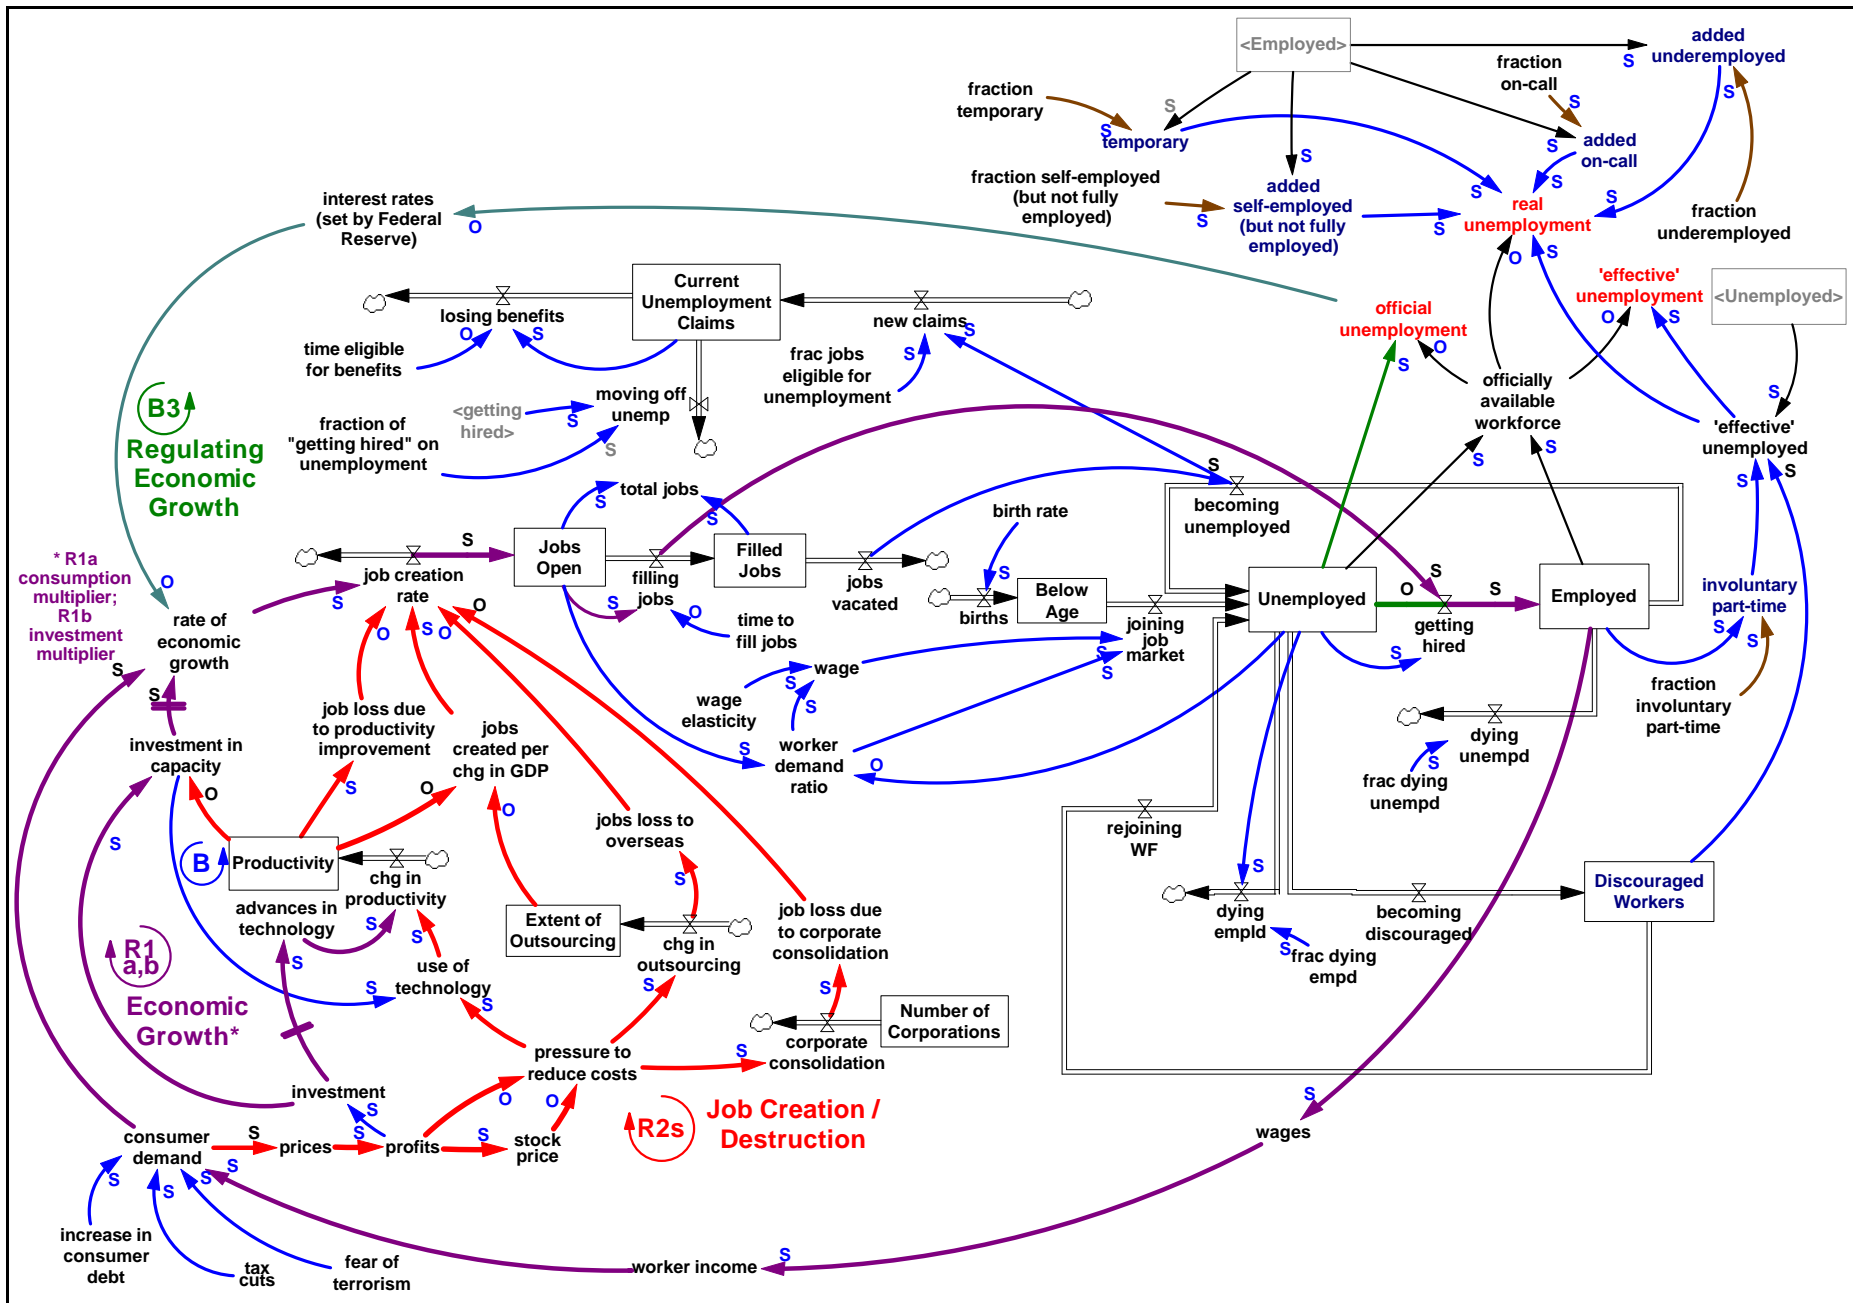 <Employed>
added
underemployed
fraction
on-call
fraction
temporary
temporary
added
on-call
fraction self-employed
(but not fully
employed)
added
self-employed
(but not fully
employed)
real
unemployment
fraction
underemployed
interest rates
(set by Federal
Reserve)
Current
Unemployment
Claims
losing benefits
new claims
official
unemployment
'effective'
unemployment
<Unemployed>
time eligible
for benefits
frac jobs
eligible for
unemployment
officially
available
workforce
'effective'
unemployed
B3
Regulating
Economic
Growth
<getting
hired>
moving off
unemp
fraction of
"getting hired" on
unemployment
total jobs
becoming
unemployed
birth rate
* R1a
consumption
multiplier;
R1b
investment
multiplier
job creation
rate
Jobs
Open
filling
jobs
Filled
Jobs
jobs
vacated
births
Below
Age
joining
job
market
Unemployed
getting
hired
Employed
involuntary
part-time
rate of
economic
growth
time to
fill jobs
wage
wage
elasticity
worker
demand
ratio
fraction
involuntary
part-time
dying
unempd
frac dying
unempd
investment in
capacity
job loss due
to productivity
improvement
jobs
created per
chg in GDP
jobs loss to
overseas
rejoining
WF
B
Productivity
chg in
productivity
advances in
technology
Extent of
Outsourcing
chg in
outsourcing
job loss due
to corporate
consolidation
dying
empld
frac dying
empd
becoming
discouraged
Discouraged
Workers
R1
a,b
Economic
Growth*
use of
technology
Number of
Corporations
corporate
consolidation
pressure to
reduce costs
investment
R2s
Job Creation /
Destruction
consumer
demand
prices
profits
stock
price
wages
increase in
consumer
debt
tax
cuts
fear of
terrorism
worker income
S
S
S
S
S
S
S
S
S
S
S
S
S
O
O
S
O
S
O
S
S
S
S
O
S
S
S
S
S
S
S
S
S
S
O
S
S
S
O
S
S
O
S
S
O
S
O
O
S
S
S
S
S
S
S
S
O
S
S
O
S
O
O
S
S
S
S
S
S
S
S
S
S
S
S
S
O
O
S
S
S
S
S
S
S
S
S
S